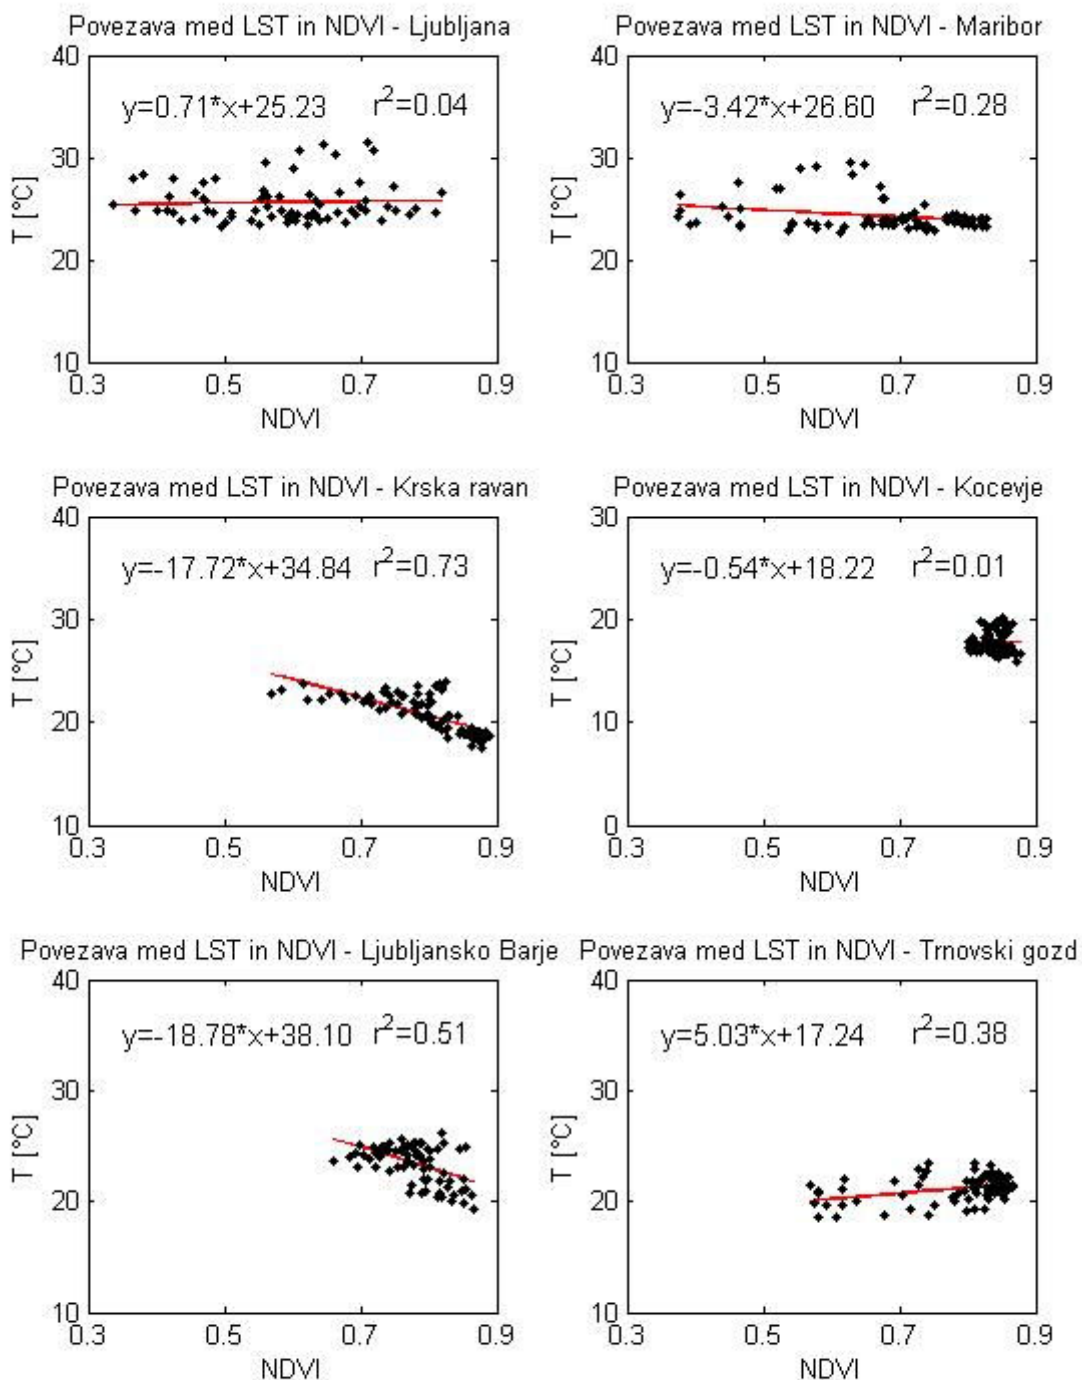 Povezava med LST in NDVI - Ljubljana
y=0.71*x+25.23 r²=0.04
40
30
20
10
T [°C]
0.3 0.5 0.7 0.9
NDVI
Povezava med LST in NDVI - Maribor
y=-3.42*x+26.60 r²=0.28
40
30
20
10
T [°C]
0.3 0.5 0.7 0.9
NDVI
Povezava med LST in NDVI - Krska ravan
y=-17.72*x+34.84 r²=0.73
40
30
20
10
T [°C]
0.3 0.5 0.7 0.9
NDVI
Povezava med LST in NDVI - Kocevje
y=-0.54*x+18.22 r²=0.01
30
20
10
0
T [°C]
0.3 0.5 0.7 0.9
NDVI
Povezava med LST in NDVI - Ljubljansko Barje
y=-18.78*x+38.10 r²=0.51
40
30
20
10
T [°C]
0.3 0.5 0.7 0.9
NDVI
Povezava med LST in NDVI - Trnovski gozd
y=5.03*x+17.24 r²=0.38
40
30
20
10
T [°C]
0.3 0.5 0.7 0.9
NDVI